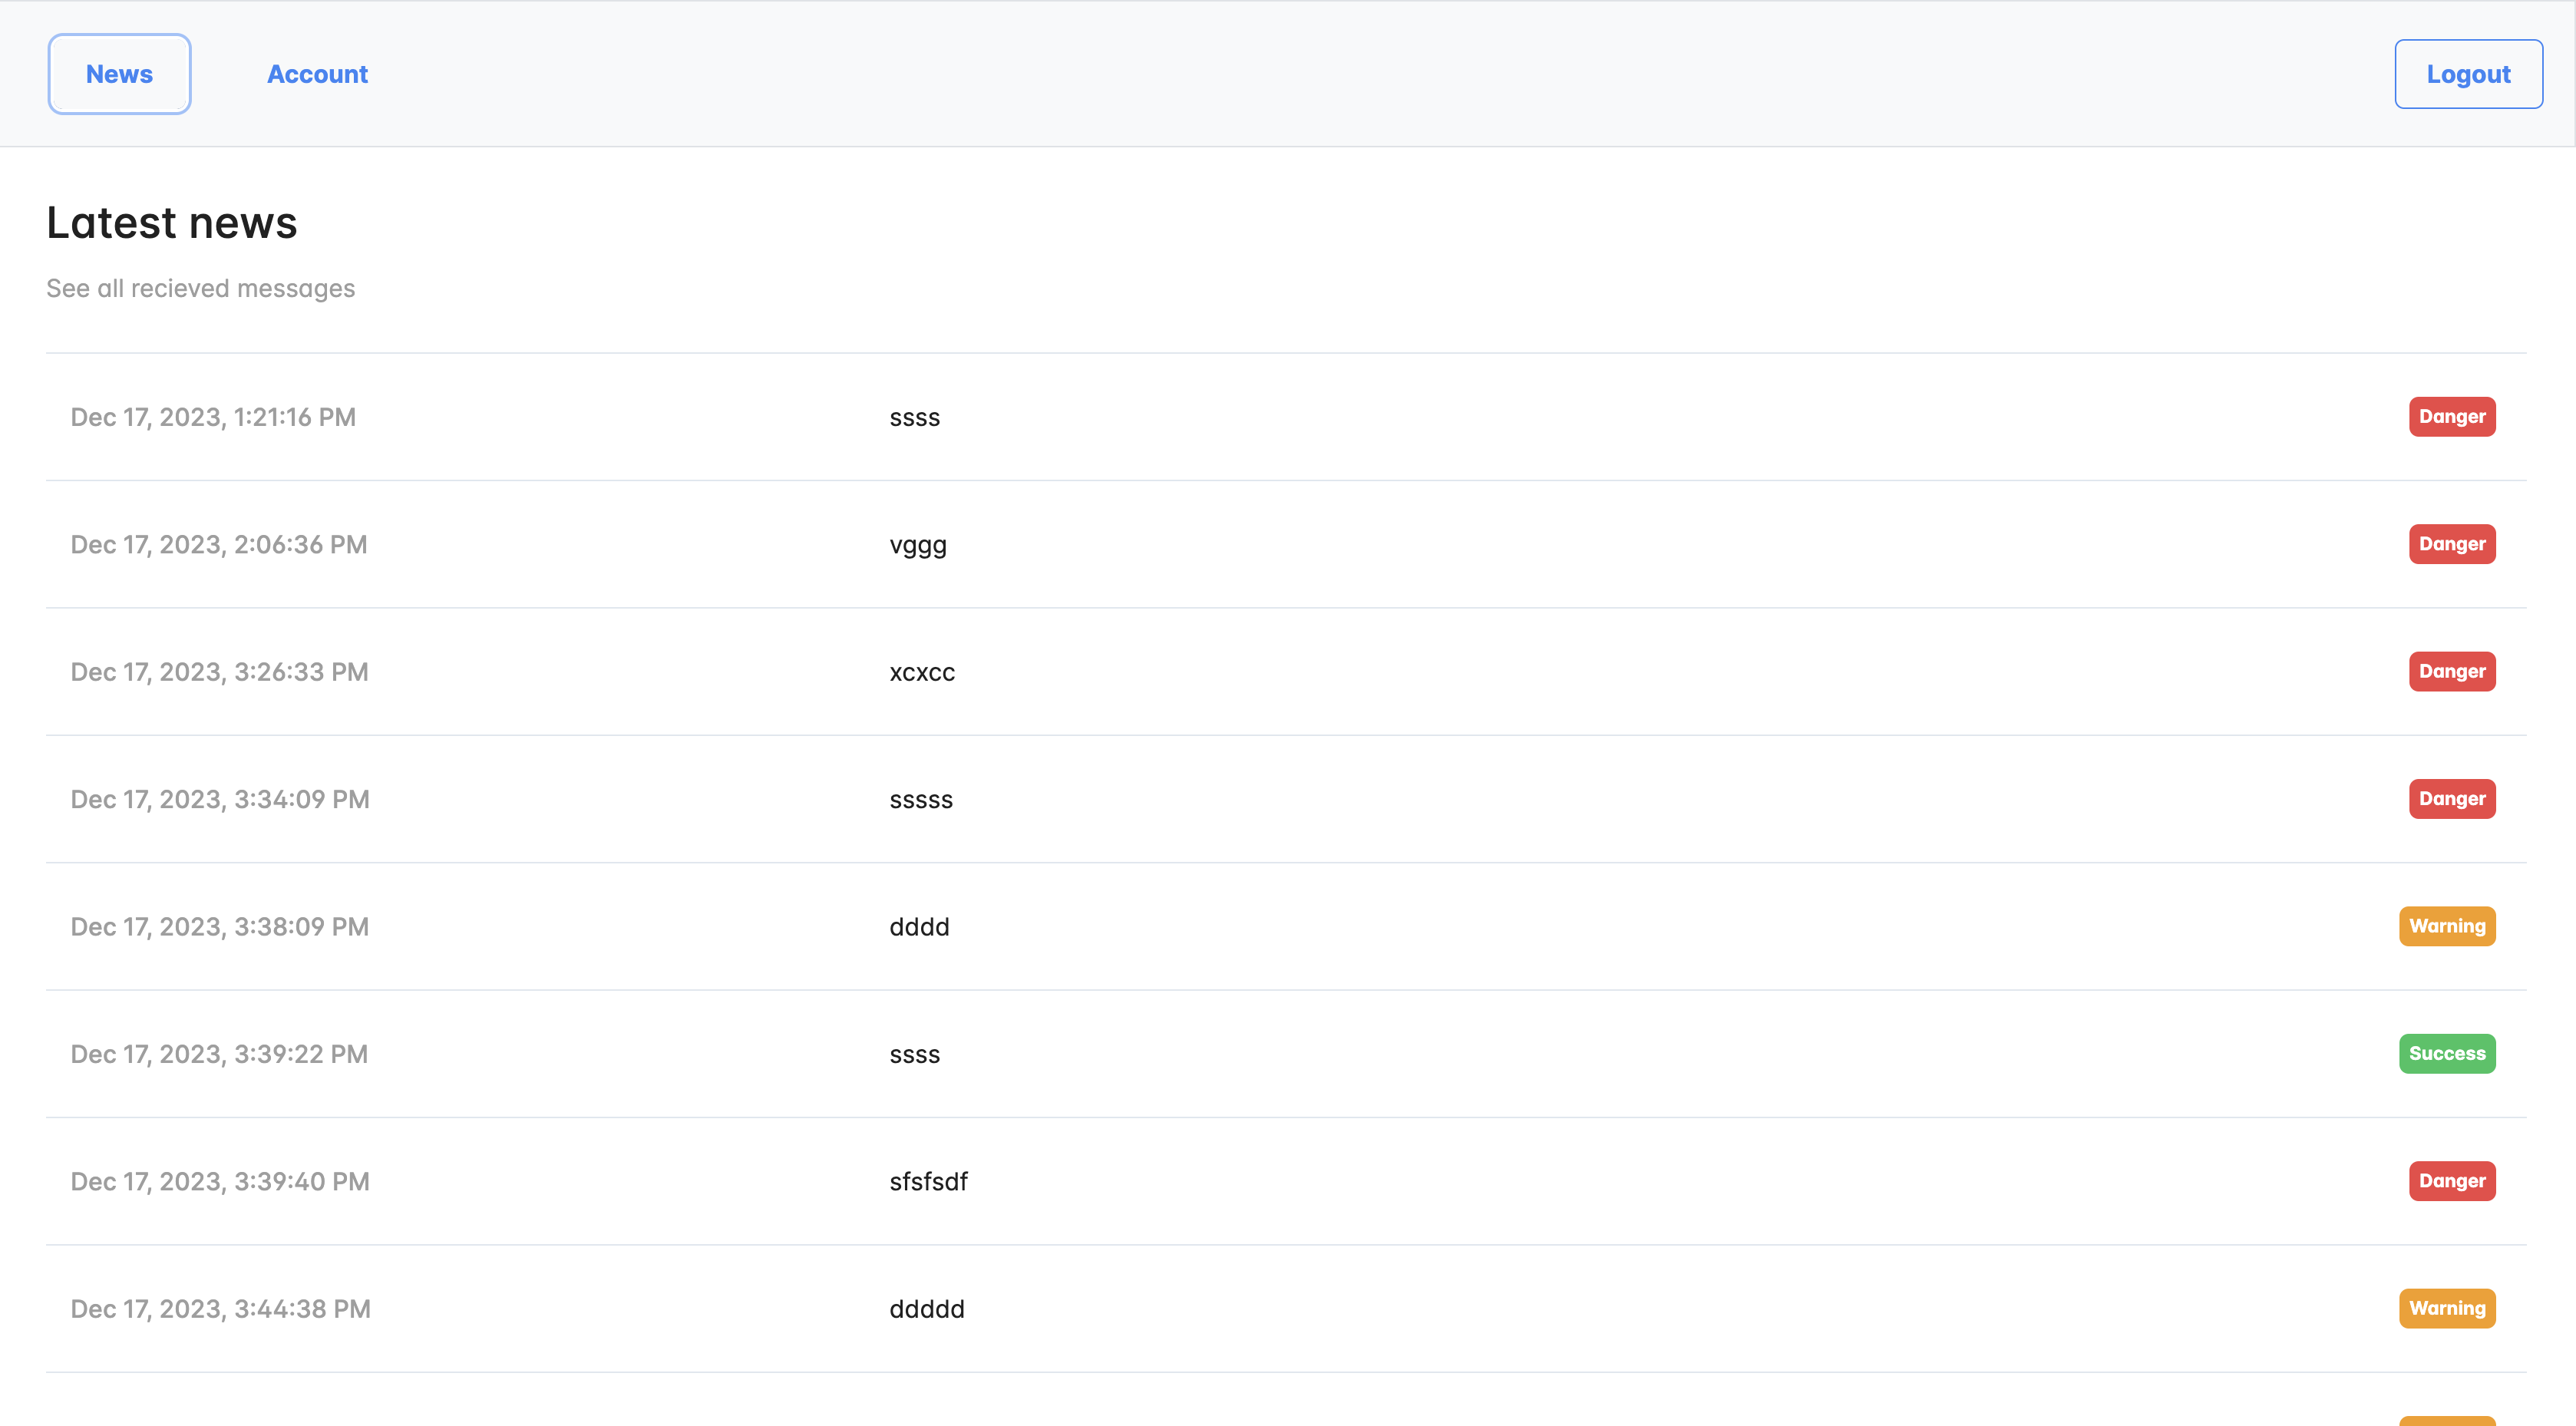 News Account Logout
Latest news
See all recieved messages
Dec 17, 2023, 1:21:16 PM ssss Danger
Dec 17, 2023, 2:06:36 PM vggg Danger
Dec 17, 2023, 3:26:33 PM xcxcc Danger
Dec 17, 2023, 3:34:09 PM sssss Danger
Dec 17, 2023, 3:38:09 PM dddd Warning
Dec 17, 2023, 3:39:22 PM ssss Success
Dec 17, 2023, 3:39:40 PM sfsfsdf Danger
Dec 17, 2023, 3:44:38 PM ddddd Warning